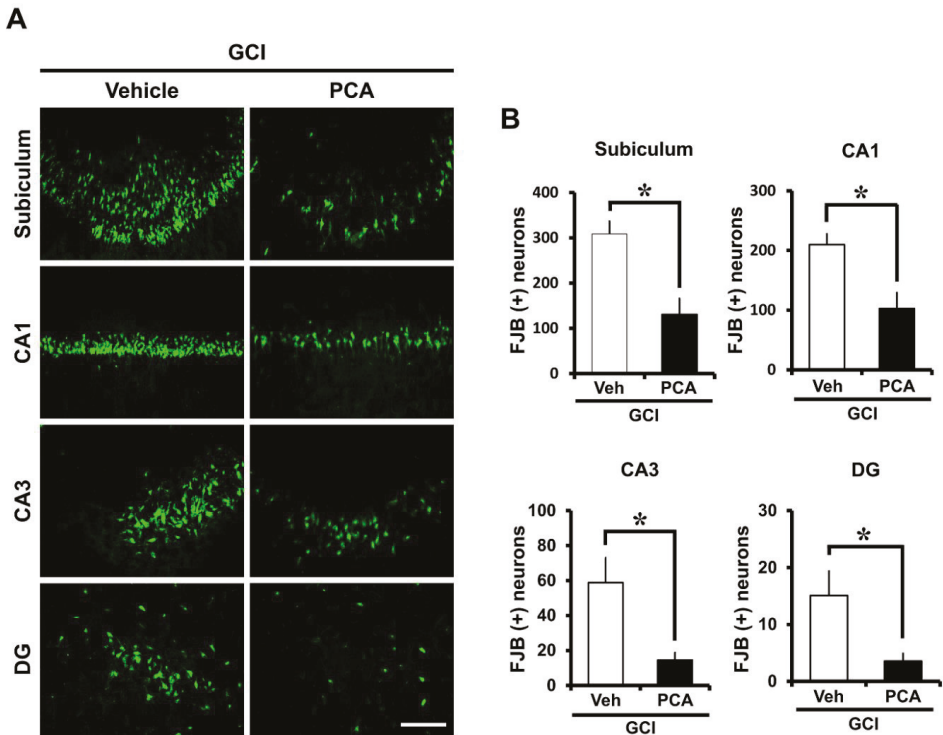 A
GCI
Vehicle PCA
Subiculum
CA1
CA3
DG
B
Subiculum
FJB (+) neurons
400
300
200
100
0
*
Veh PCA
GCI
CA1
FJB (+) neurons
300
200
100
0
*
Veh PCA
GCI
CA3
FJB (+) neurons
100
80
60
40
20
0
*
Veh PCA
GCI
DG
FJB (+) neurons
30
20
10
0
*
Veh PCA
GCI